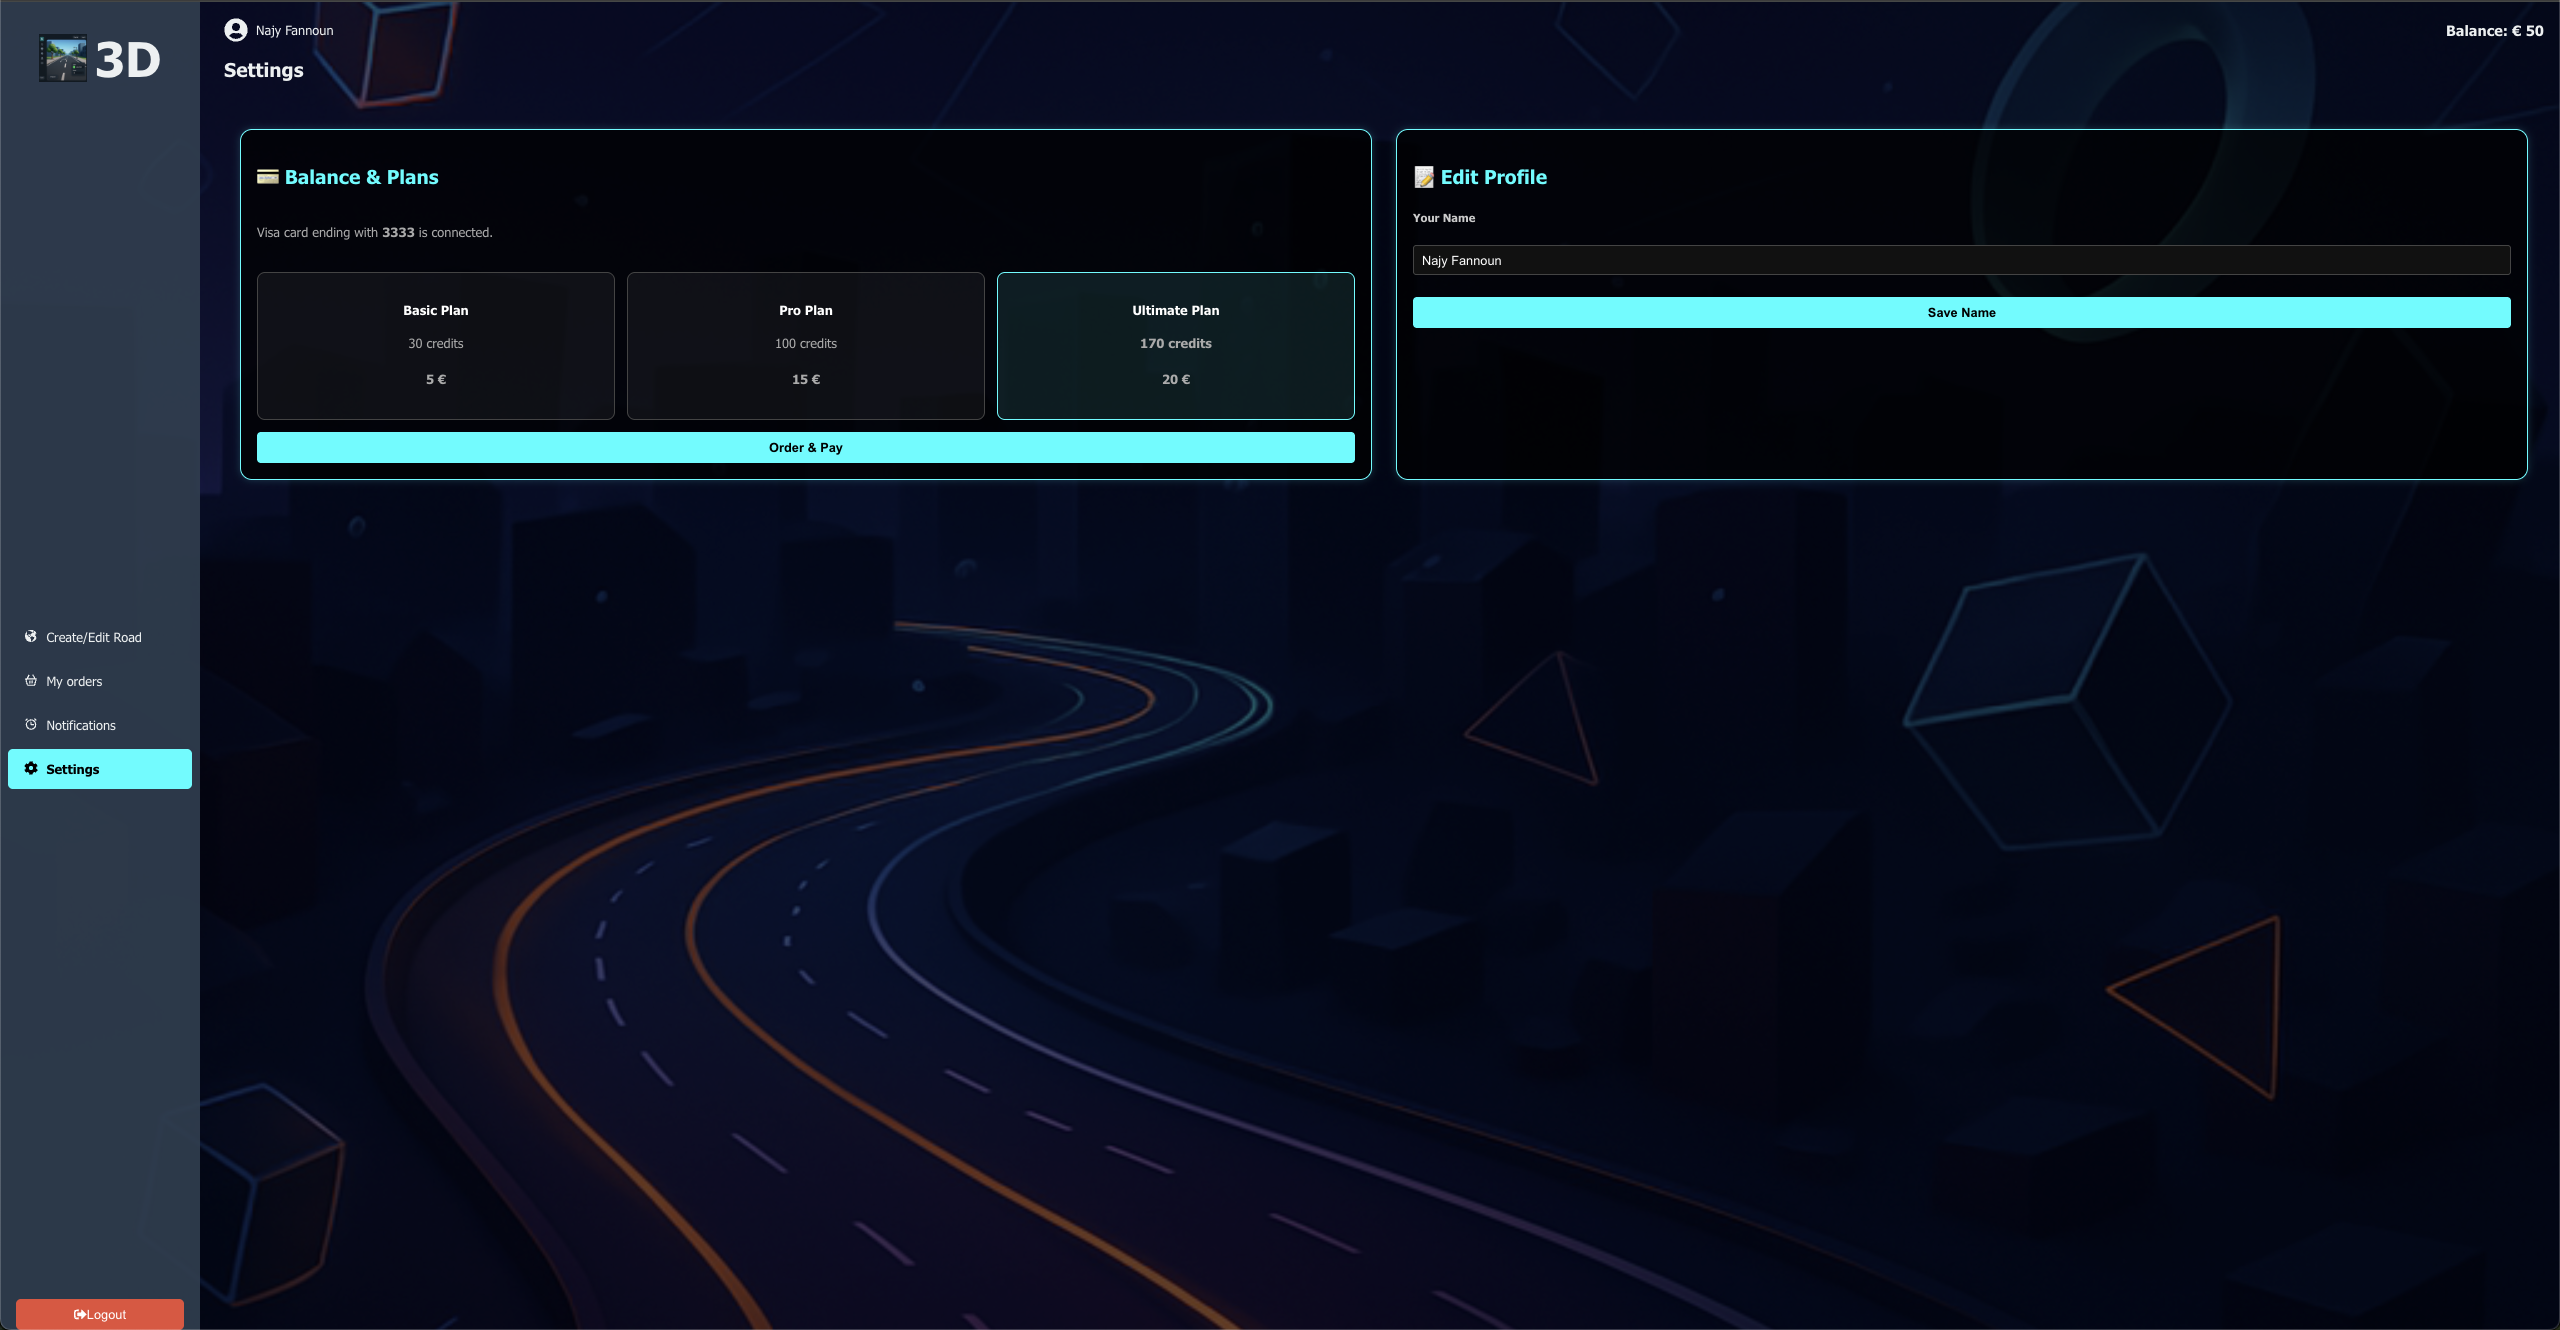 3D
Najy Fannoun
Balance: € 50
Settings
Balance & Plans
Visa card ending with 3333 is connected.
Basic Plan
30 credits
5 €
Pro Plan
100 credits
15 €
Ultimate Plan
170 credits
20 €
Order & Pay
Edit Profile
Your Name
Najy Fannoun
Save Name
Create/Edit Road
My orders
Notifications
Settings
Logout